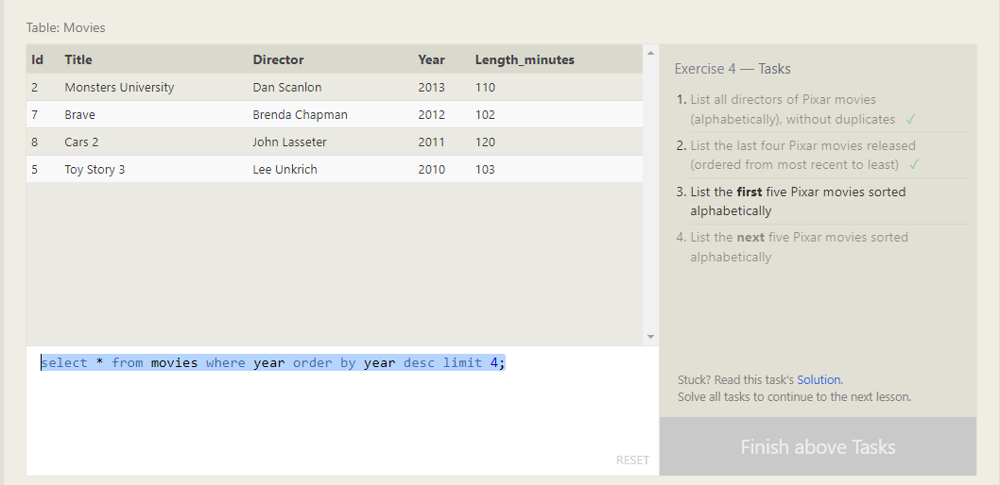 Table: Movies
Id Title Director Year Length_minutes
2 Monsters University Dan Scanlon 2013 110
7 Brave Brenda Chapman 2012 102
8 Cars 2 John Lasseter 2011 120
5 Toy Story 3 Lee Unkrich 2010 103
select * from movies where year order by year desc limit 4;
RESET
Exercise 4 — Tasks
1. List all directors of Pixar movies
(alphabetically), without duplicates ✓
2. List the last four Pixar movies released
(ordered from most recent to least) ✓
3. List the first five Pixar movies sorted
alphabetically
4. List the next five Pixar movies sorted
alphabetically
Stuck? Read this task's Solution.
Solve all tasks to continue to the next lesson.
Finish above Tasks